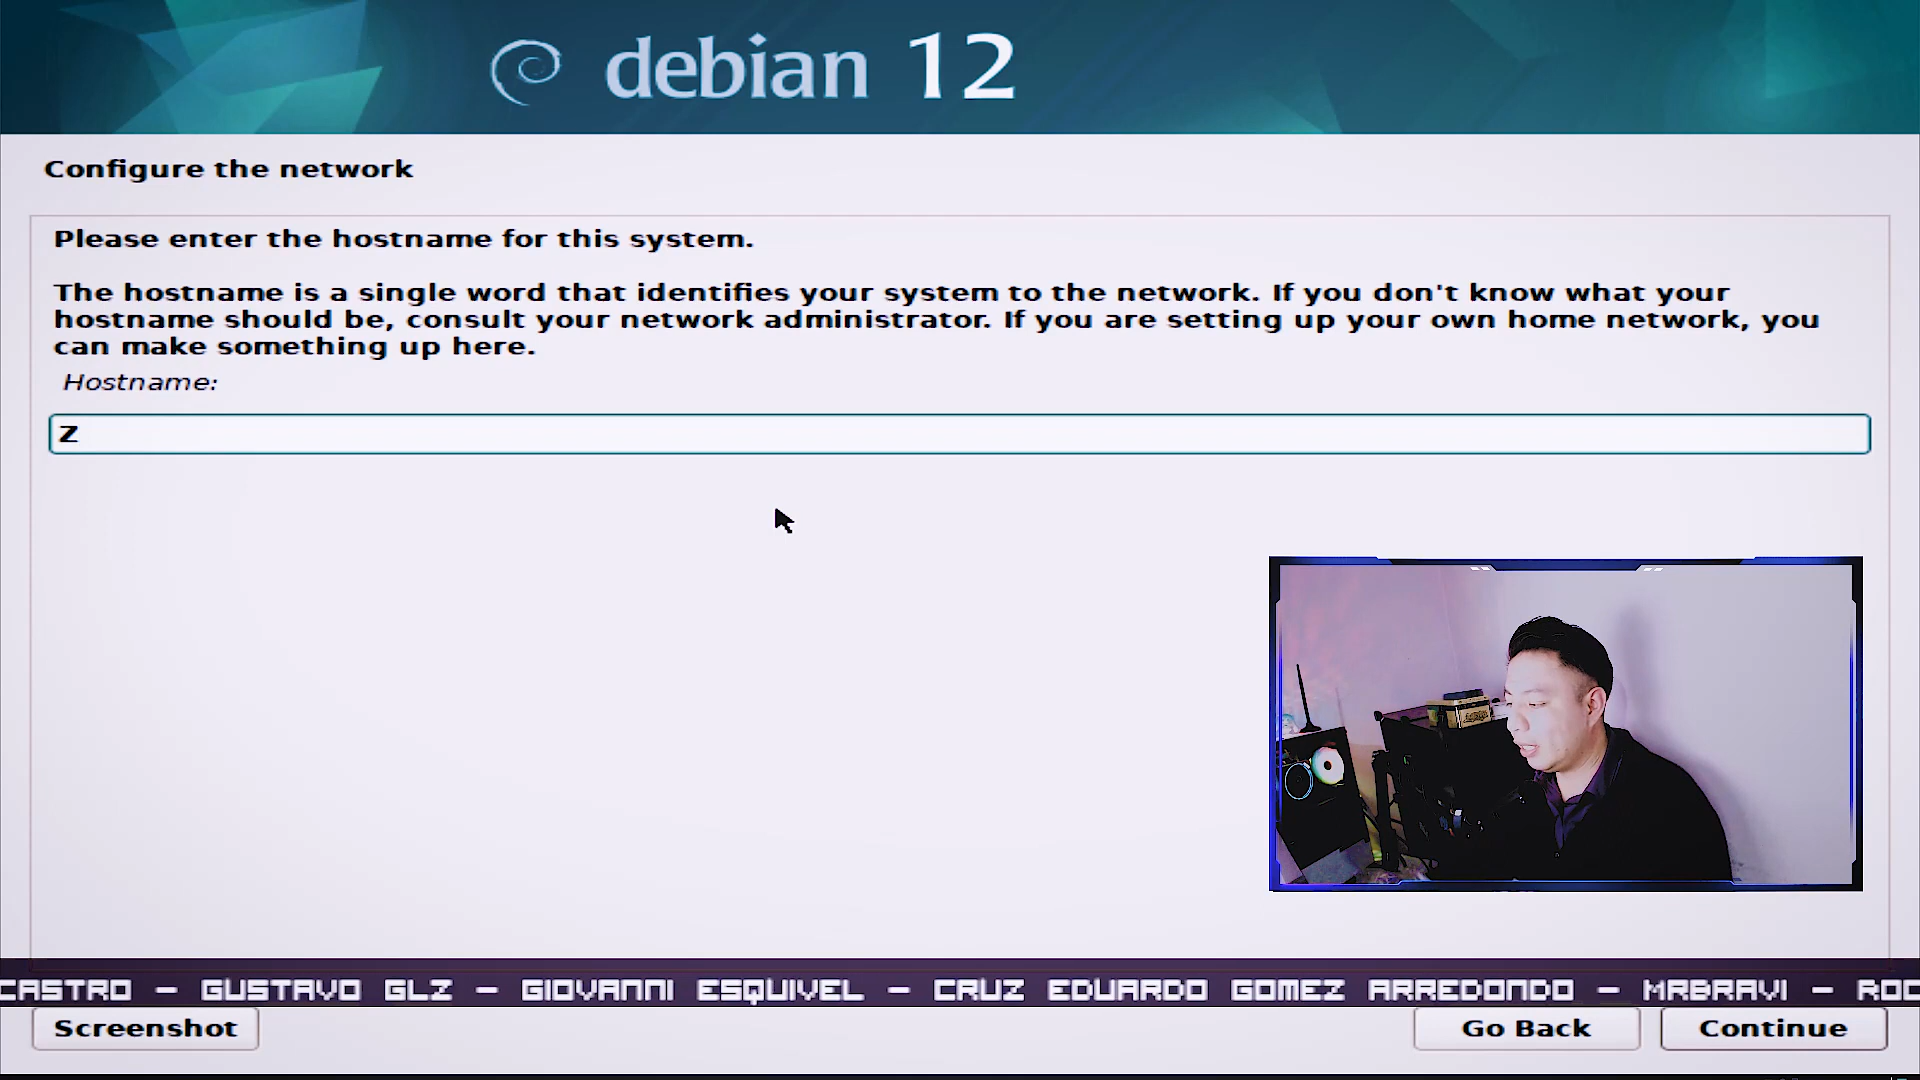 debian 12
Configure the network
Please enter the hostname for this system.
The hostname is a single word that identifies your system to the network. If you don't know what your
hostname should be, consult your network administrator. If you are setting up your own home network, you
can make something up here.
Hostname:
Z
CASTRO - GUSTAVO GLZ - GIOVANNI ESQUIVEL - CRUZ EDUARDO GOMEZ ARREDONDO - MRBRAVI -
Screenshot
Go Back
Continue